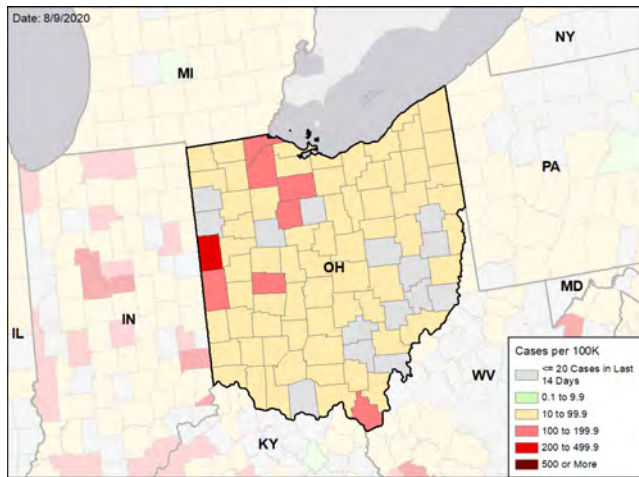 Date: 8/9/2020
NY
MI
PA
OH
MD
IL
IN
WV
KY
Cases per 100K
<= 20 Cases in Last
14 Days
0.1 to 9.9
10 to 99.9
100 to 199.9
200 to 499.9
500 or More